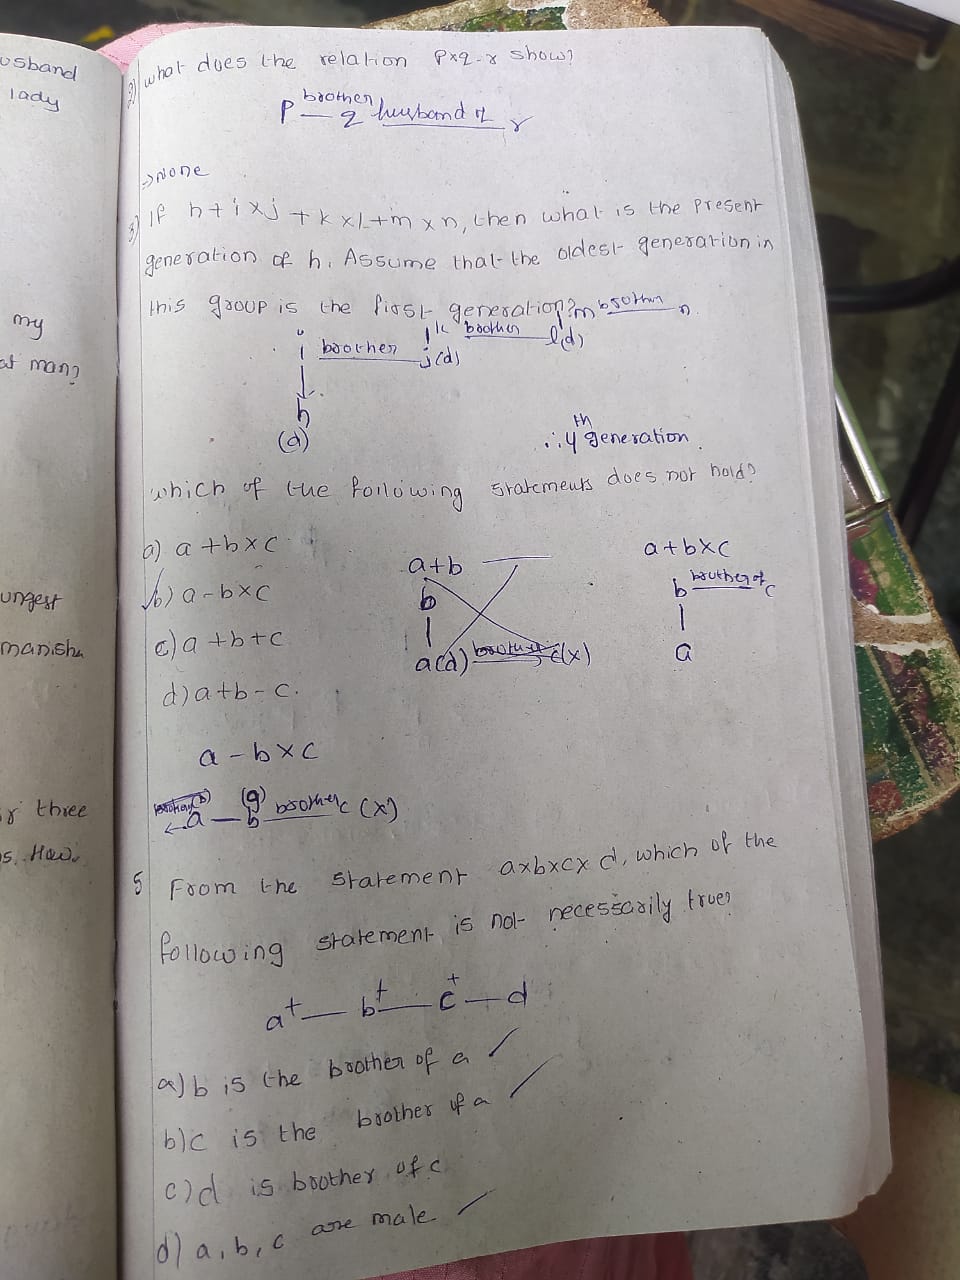 usband
lady
my
at man?
ungest
manisha
three
s. How
2) what does the relation p×q-r show?
brother
p — q husband of r
→ none
3) If h+i×j+k×l+m×n, then what is the present
generation of h. Assume that the oldest generation in
this group is the first generation?
m brother n
k brother l(d)
i brother j(d)
h
(d)
∴ 4th generation.
which of the following statements does not hold?
a) a+b×c
b) a-b×c
c) a+b+c
d) a+b-c.
a+b
b
a(d) brother c(x)
a+b×c
b brother of c
a
a-b×c
a — b (g) brother c (x)
5 From the statement a×b×c×d, which of the
following statement is not necessarily true?
a+ — b+ — c+ — d
a) b is the brother of a
b) c is the brother of a
c) d is brother of c
d) a, b, c are male